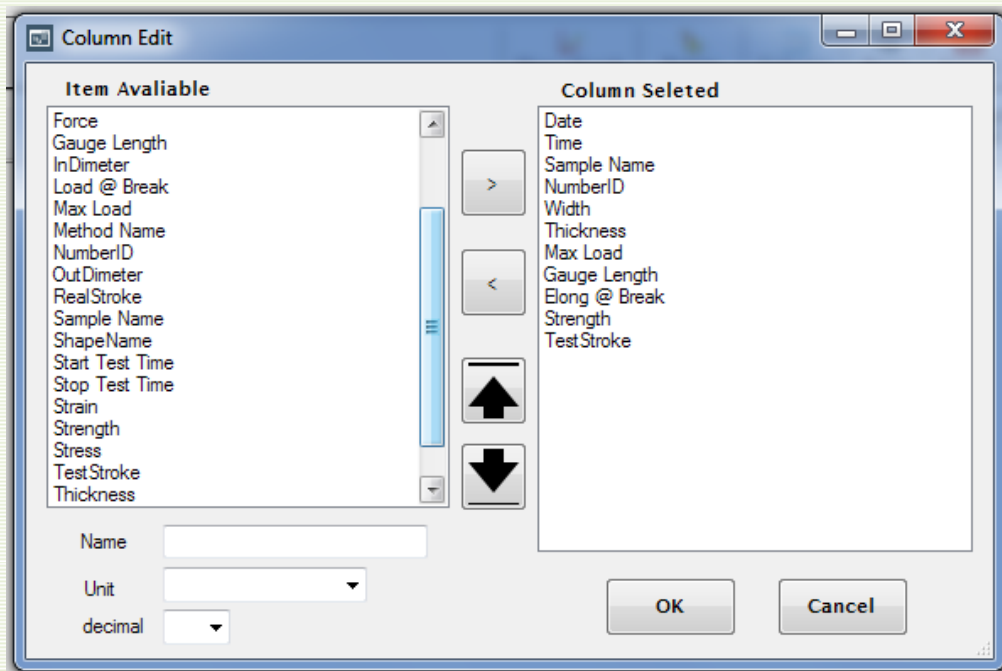 Column Edit
Item Avaliable
Force
Gauge Length
InDimeter
Load @ Break
Max Load
Method Name
NumberID
OutDimeter
RealStroke
Sample Name
ShapeName
Start Test Time
Stop Test Time
Strain
Strength
Stress
TestStroke
Thickness
>
<
Column Seleted
Date
Time
Sample Name
NumberID
Width
Thickness
Max Load
Gauge Length
Elong @ Break
Strength
TestStroke
Name
Unit
decimal
OK
Cancel